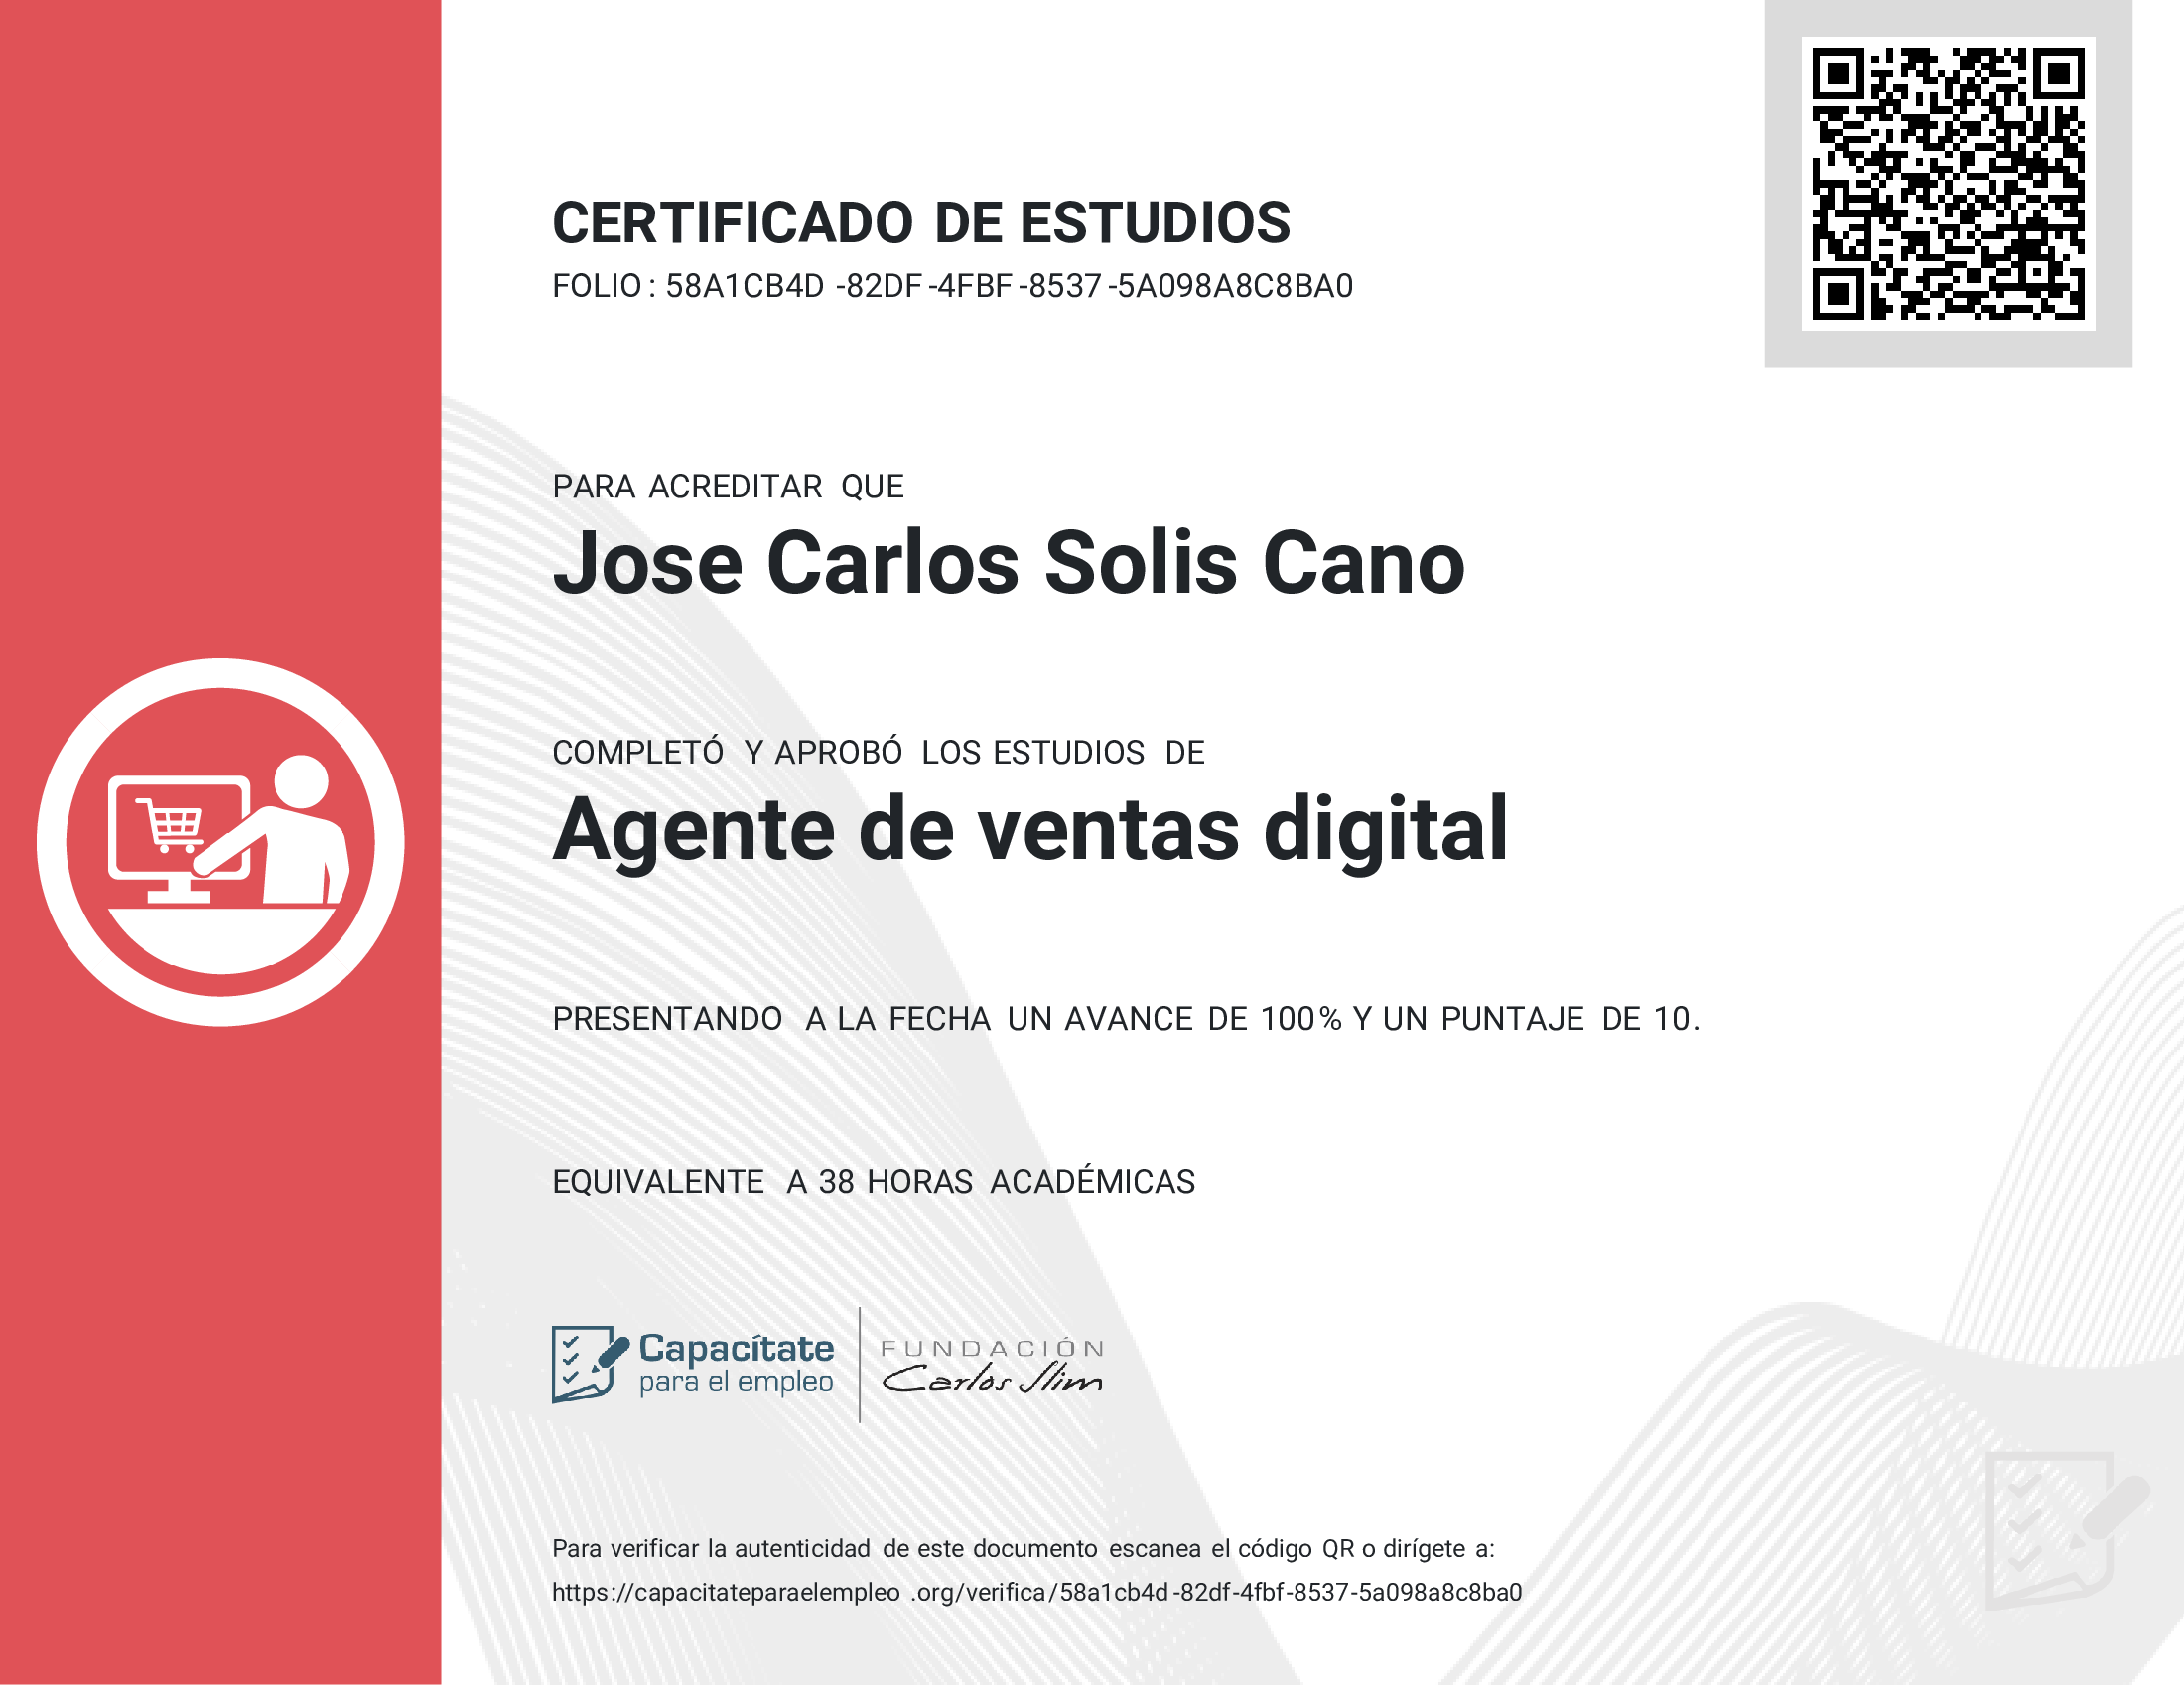 CERTIFICADO DE ESTUDIOS
FOLIO: 58A1CB4D-82DF-4FBF-8537-5A098A8C8BA0
PARA ACREDITAR QUE
Jose Carlos Solis Cano
COMPLETÓ Y APROBÓ LOS ESTUDIOS DE
Agente de ventas digital
PRESENTANDO A LA FECHA UN AVANCE DE 100% Y UN PUNTAJE DE 10.
EQUIVALENTE A 38 HORAS ACADÉMICAS
Capacítate
para el empleo
FUNDACIÓN
Carlos Slim
Para verificar la autenticidad de este documento escanea el código QR o dirígete a:
https://capacitateparaelempleo.org/verifica/58a1cb4d-82df-4fbf-8537-5a098a8c8ba0